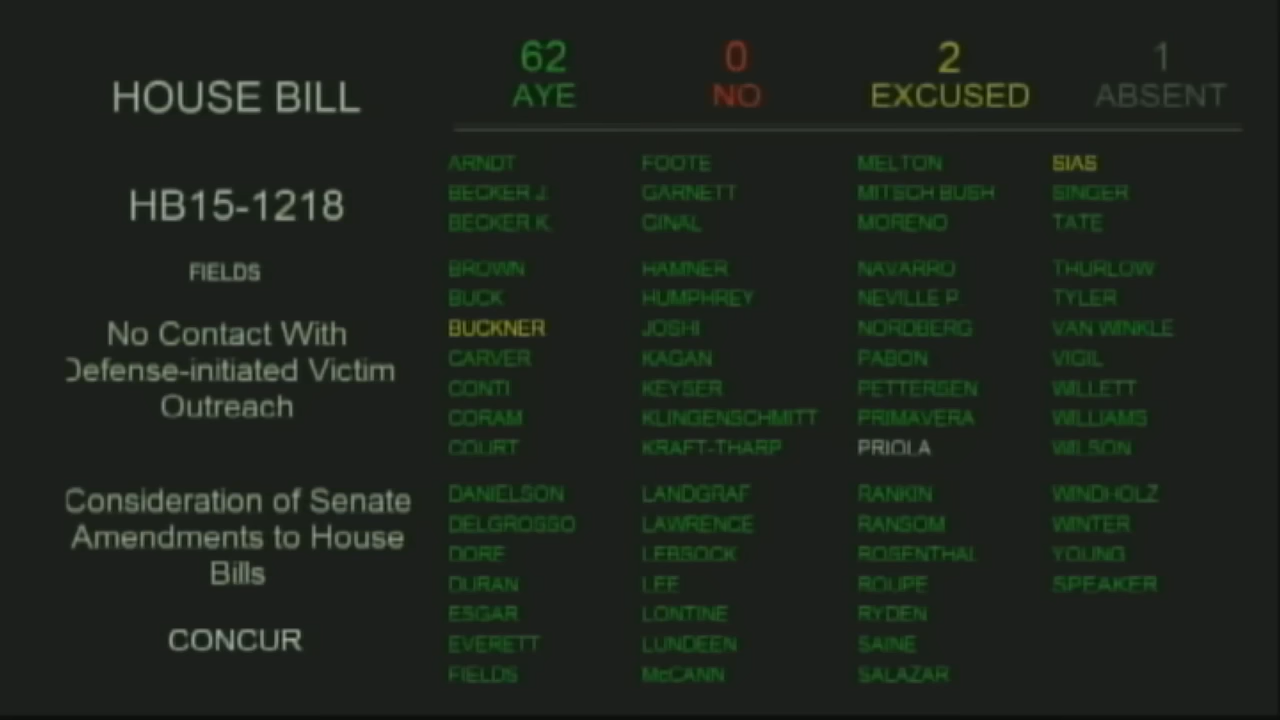 62
0
2
1
AYE
NO
EXCUSED
ABSENT
HOUSE BILL
HB15-1218
FIELDS
No Contact With
Defense-initiated Victim
Outreach
Consideration of Senate
Amendments to House
Bills
CONCUR
ARNDT
BECKER J.
BECKER K.
BROWN
BUCK
BUCKNER
CARVER
CONTI
CORAM
COURT
DANIELSON
DELGROSSO
DORE
DURAN
ESGAR
EVERETT
FIELDS
FOOTE
GARNETT
GINAL
HAMNER
HUMPHREY
JOSHI
KAGAN
KEYSER
KLINGENSCHMITT
KRAFT-THARP
LANDGRAF
LAWRENCE
LEBSOCK
LEE
LONTINE
LUNDEEN
McCANN
MELTON
MITSCH BUSH
MORENO
NAVARRO
NEVILLE P.
NORDBERG
PABON
PETTERSEN
PRIMAVERA
PRIOLA
RANKIN
RANSOM
ROSENTHAL
ROUPE
RYDEN
SAINE
SALAZAR
SIAS
SINGER
TATE
THURLOW
TYLER
VAN WINKLE
VIGIL
WILLETT
WILLIAMS
WILSON
WINDHOLZ
WINTER
YOUNG
SPEAKER